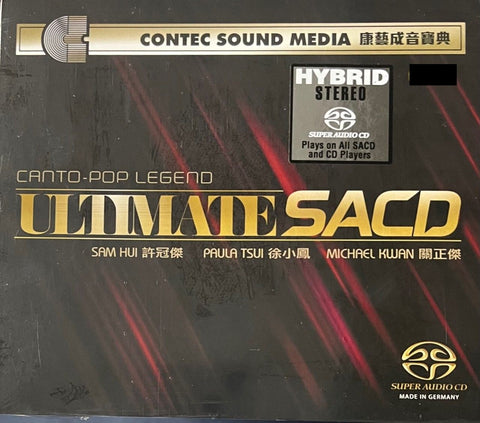 CONTEC SOUND MEDIA 康藝成音寶典
HYBRID
STEREO
SUPER AUDIO CD
Plays on All SACD
and CD Players
CANTO-POP LEGEND
ULTIMATE SACD
SAM HUI 許冠傑 PAULA TSUI 徐小鳳 MICHAEL KWAN 關正傑
SUPER AUDIO CD
MADE IN GERMANY